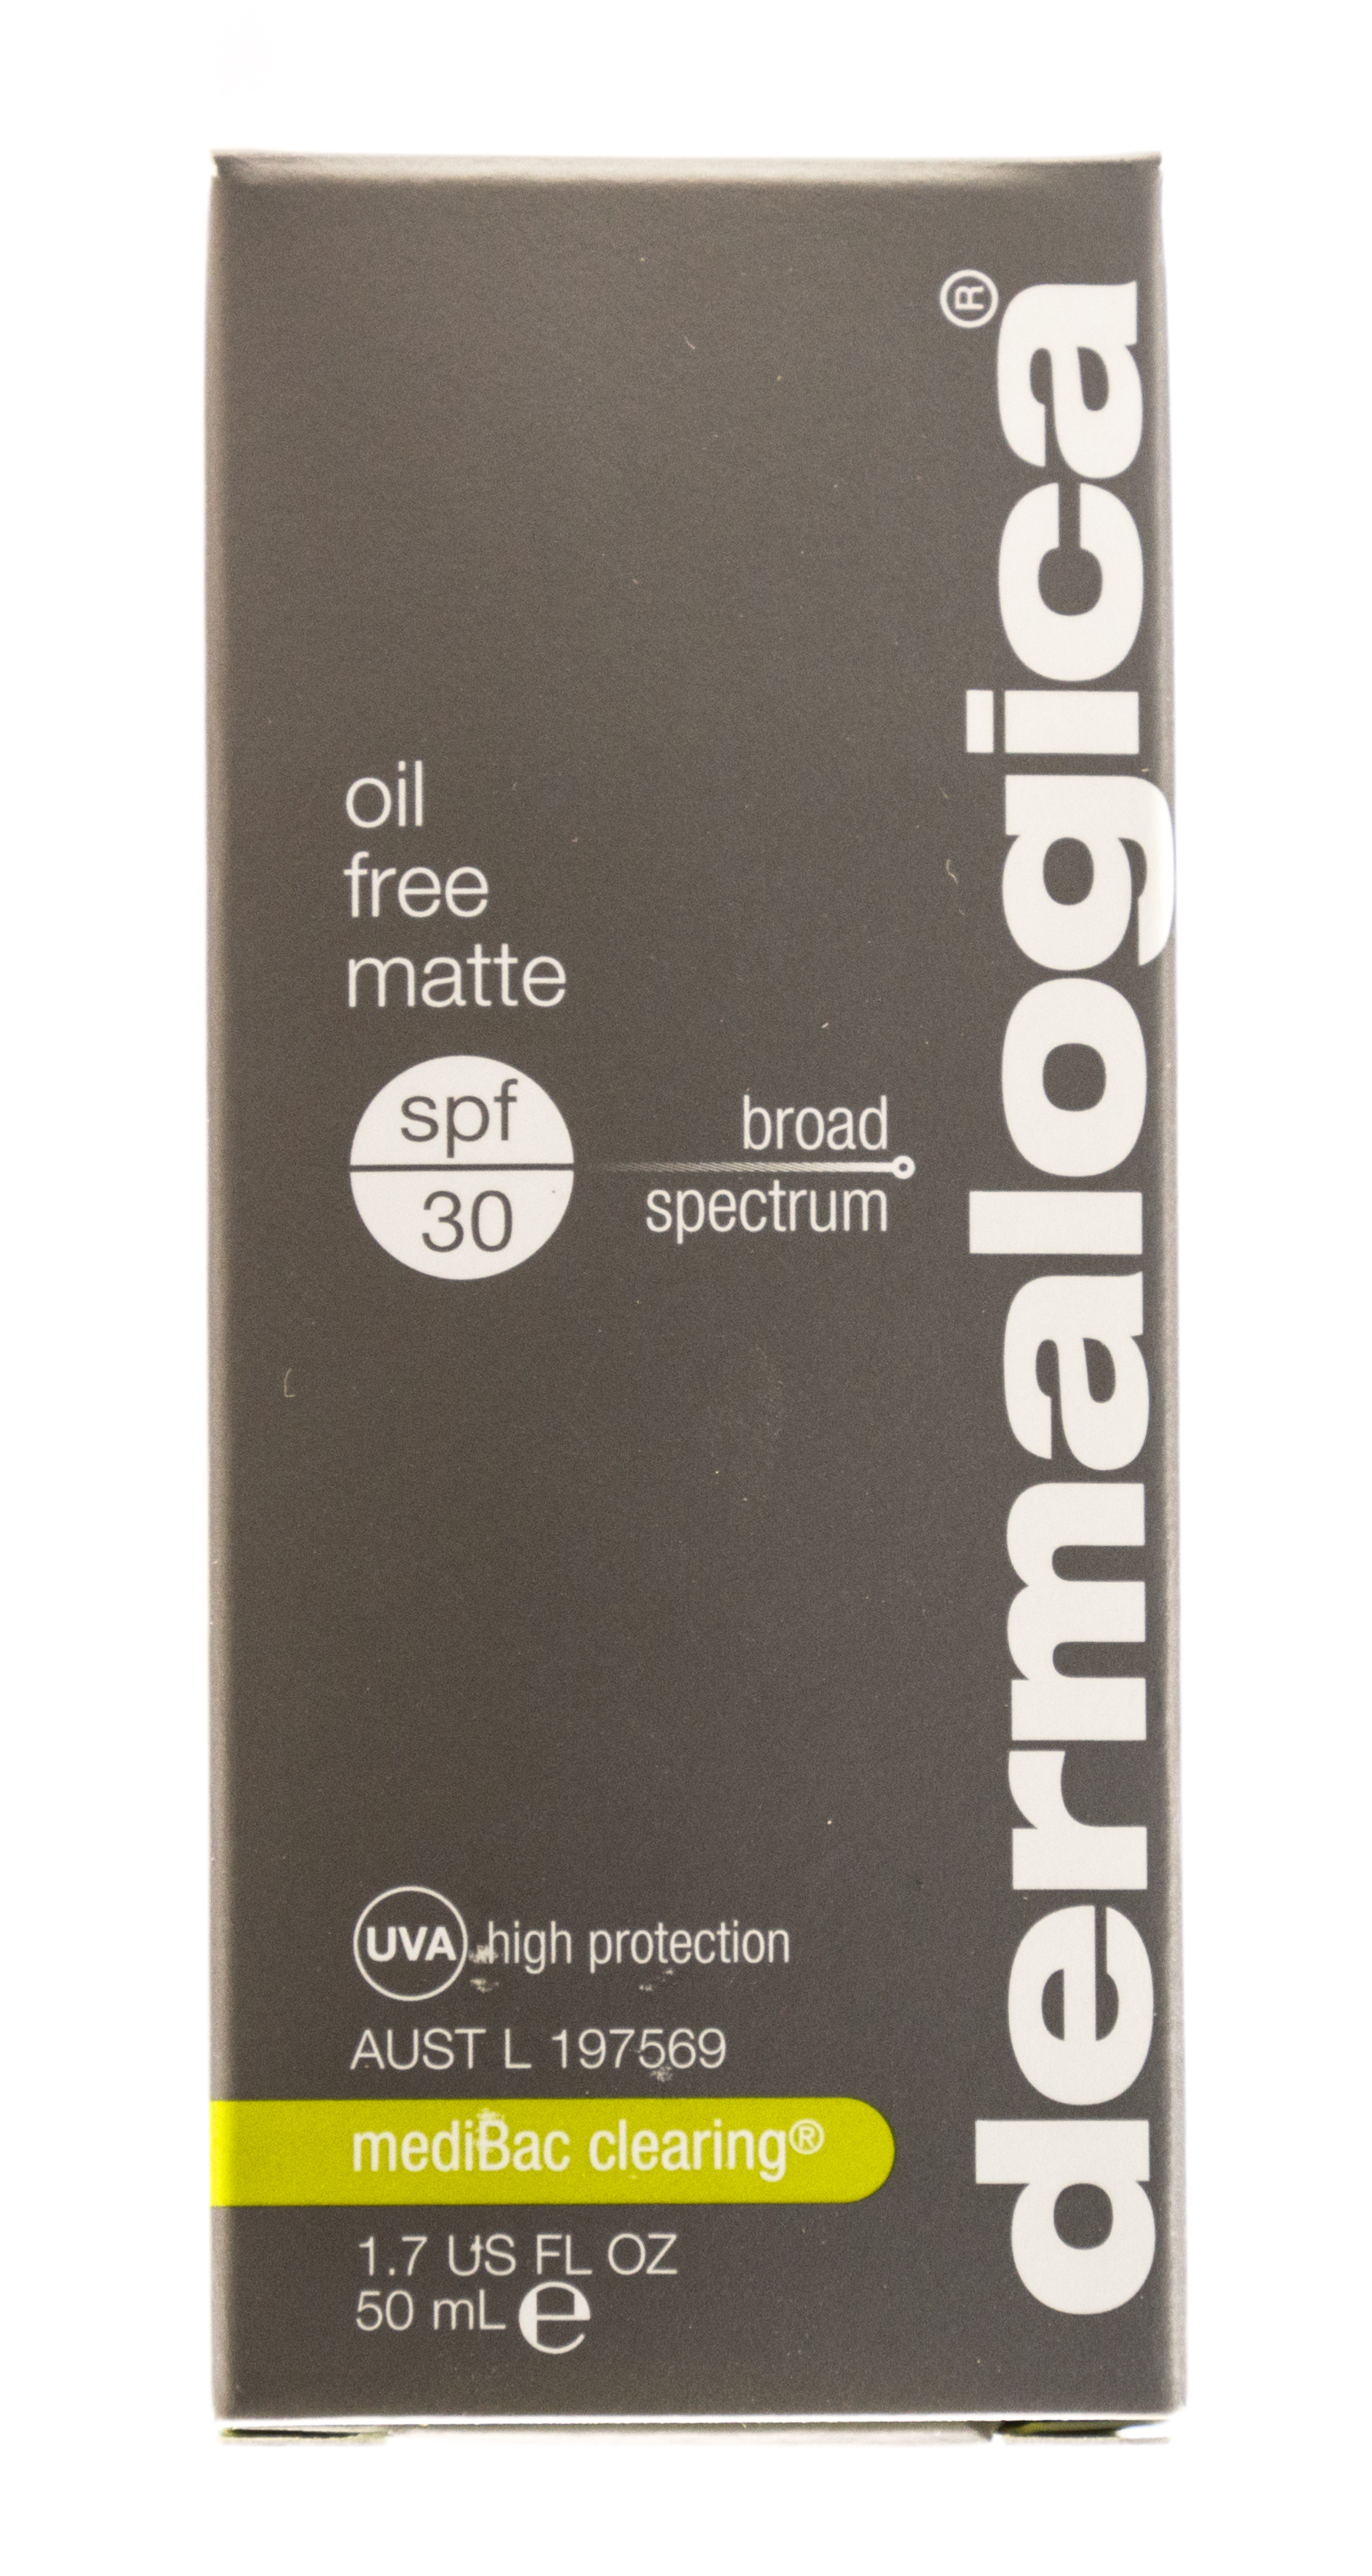 dermalogica®
oil
free
matte
spf
30
broad
spectrum
UVA high protection
AUST L 197569
mediBac clearing®
1.7 US FL OZ
50 mL ℮